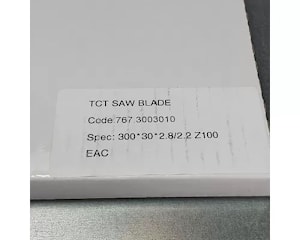 TCT SAW BLADE
Code:767.3003010
Spec: 300*30*2.8/2.2 Z100
EAC